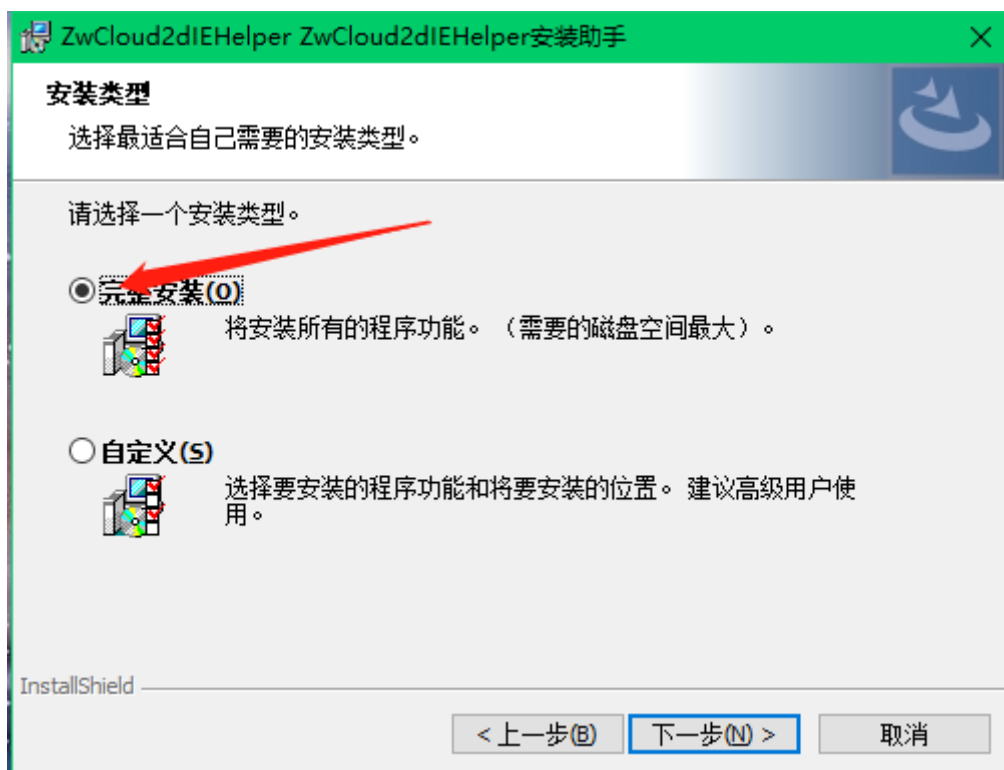 ZwCloud2dIEHelper ZwCloud2dIEHelper安装助手
安装类型
选择最适合自己需要的安装类型。
请选择一个安装类型。
完整安装(O)
将安装所有的程序功能。（需要的磁盘空间最大）。
自定义(S)
选择要安装的程序功能和将要安装的位置。建议高级用户使
用。
InstallShield
<上一步(B)
下一步(N) >
取消